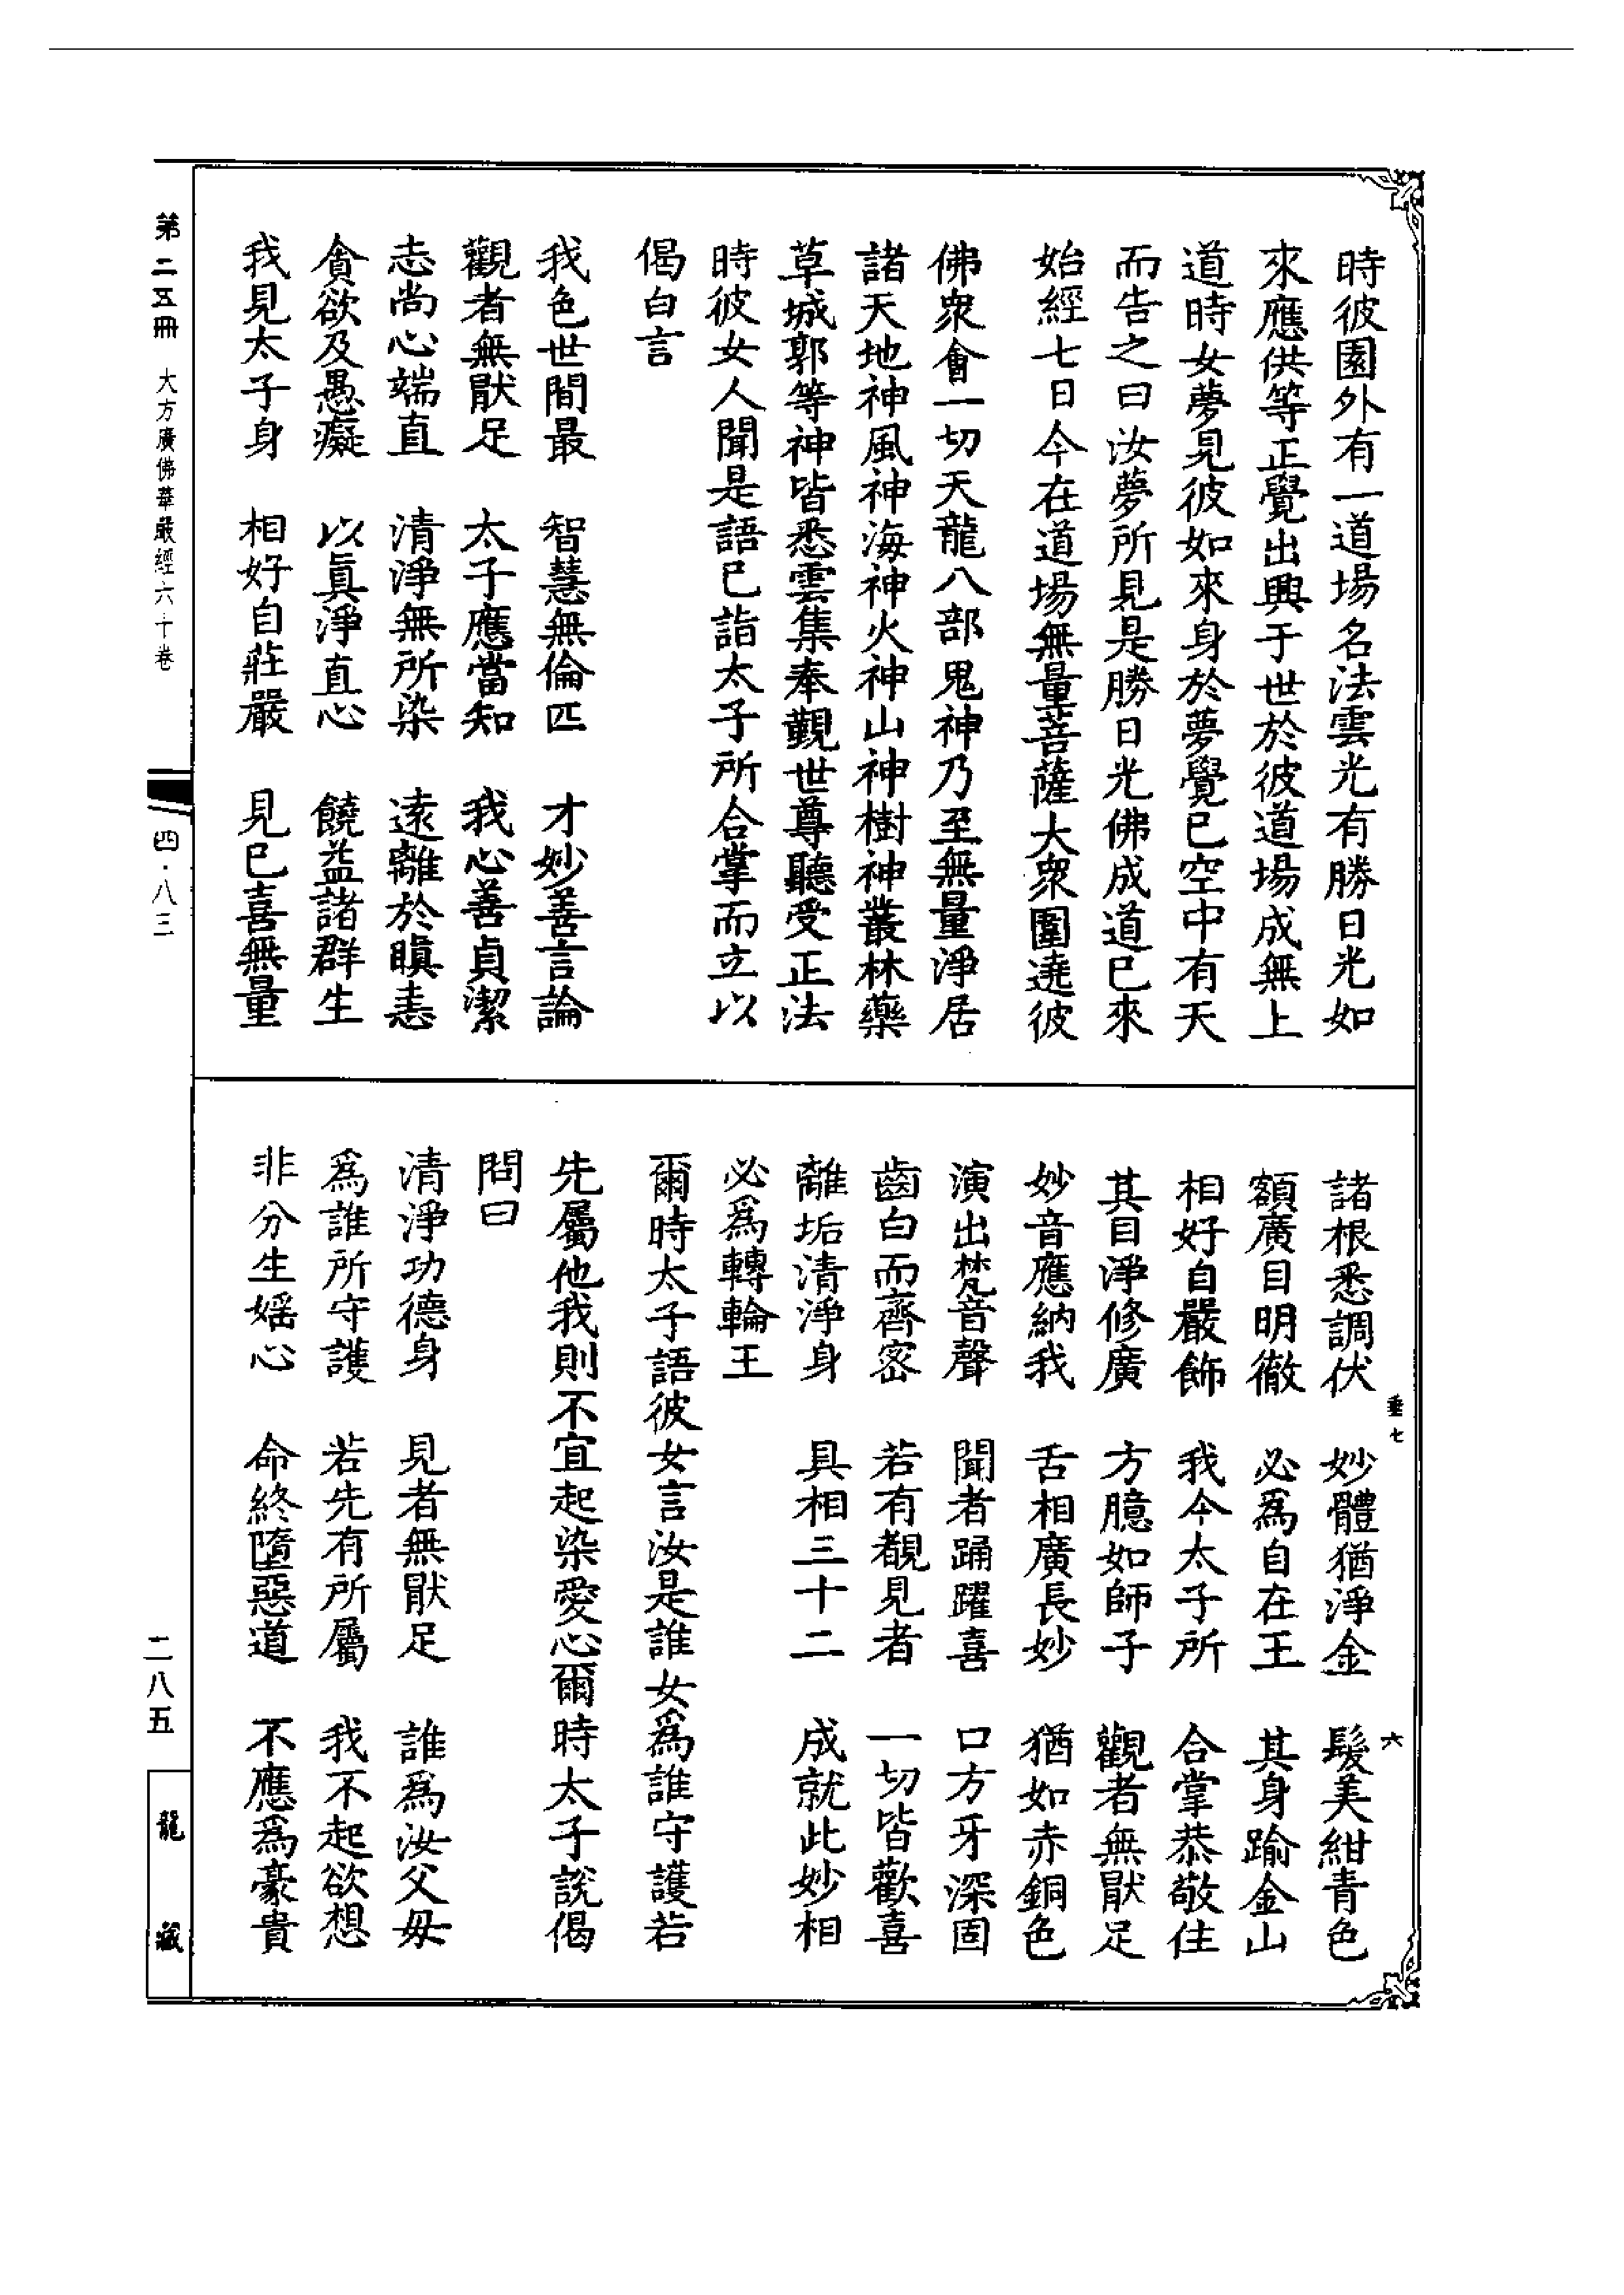 時彼園外有一道場名法雲光有勝日光如
來應供等正覺出興于世於彼道場成無上
道時女夢見彼如來身於夢覺已空中有天
而告之曰汝夢所見是勝日光佛成道已來
始經七日今在道場無量菩薩大衆圍遶彼
佛衆會一切天龍八部鬼神乃至無量淨居
諸天地神風神海神火神山神樹神叢林藥
草城郭等神皆悉雲集奉覲世尊聽受正法
時彼女人聞是語已詣太子所合掌而立以
偈白言
我色世間最　智慧無倫匹　才妙善言論
觀者無猒足　太子應當知　我心善貞潔
志尚心端直　清淨無所染　遠離於瞋恚
貪欲及愚癡　以眞淨直心　饒益諸群生
我見太子身　相好自莊嚴　見已喜無量
諸根悉調伏　妙體猶淨金　髮美紺青色
額廣目明徹　必爲自在王　其身踰金山
相好自嚴飾　我今太子所　合掌恭敬住
其目淨修廣　方臆如師子　觀者無猒足
妙音應納我　舌相廣長妙　猶如赤銅色
演出梵音聲　聞者踊躍喜　口方牙深固
齒白而齊密　若有覩見者　一切皆歡喜
離垢清淨身　具相三十二　成就此妙相
必爲轉輪王
爾時太子語彼女言汝是誰女爲誰守護若
先屬他我則不宜起染愛心爾時太子說偈
問曰
清淨功德身　見者無猒足　誰爲汝父母
爲誰所守護　若先有所屬　我不起欲想
非分生婬心　命終墮惡道　不應爲豪貴
垂七
六
第二五冊　大方廣佛華嚴經六十卷
四·八三
二八五
龍藏